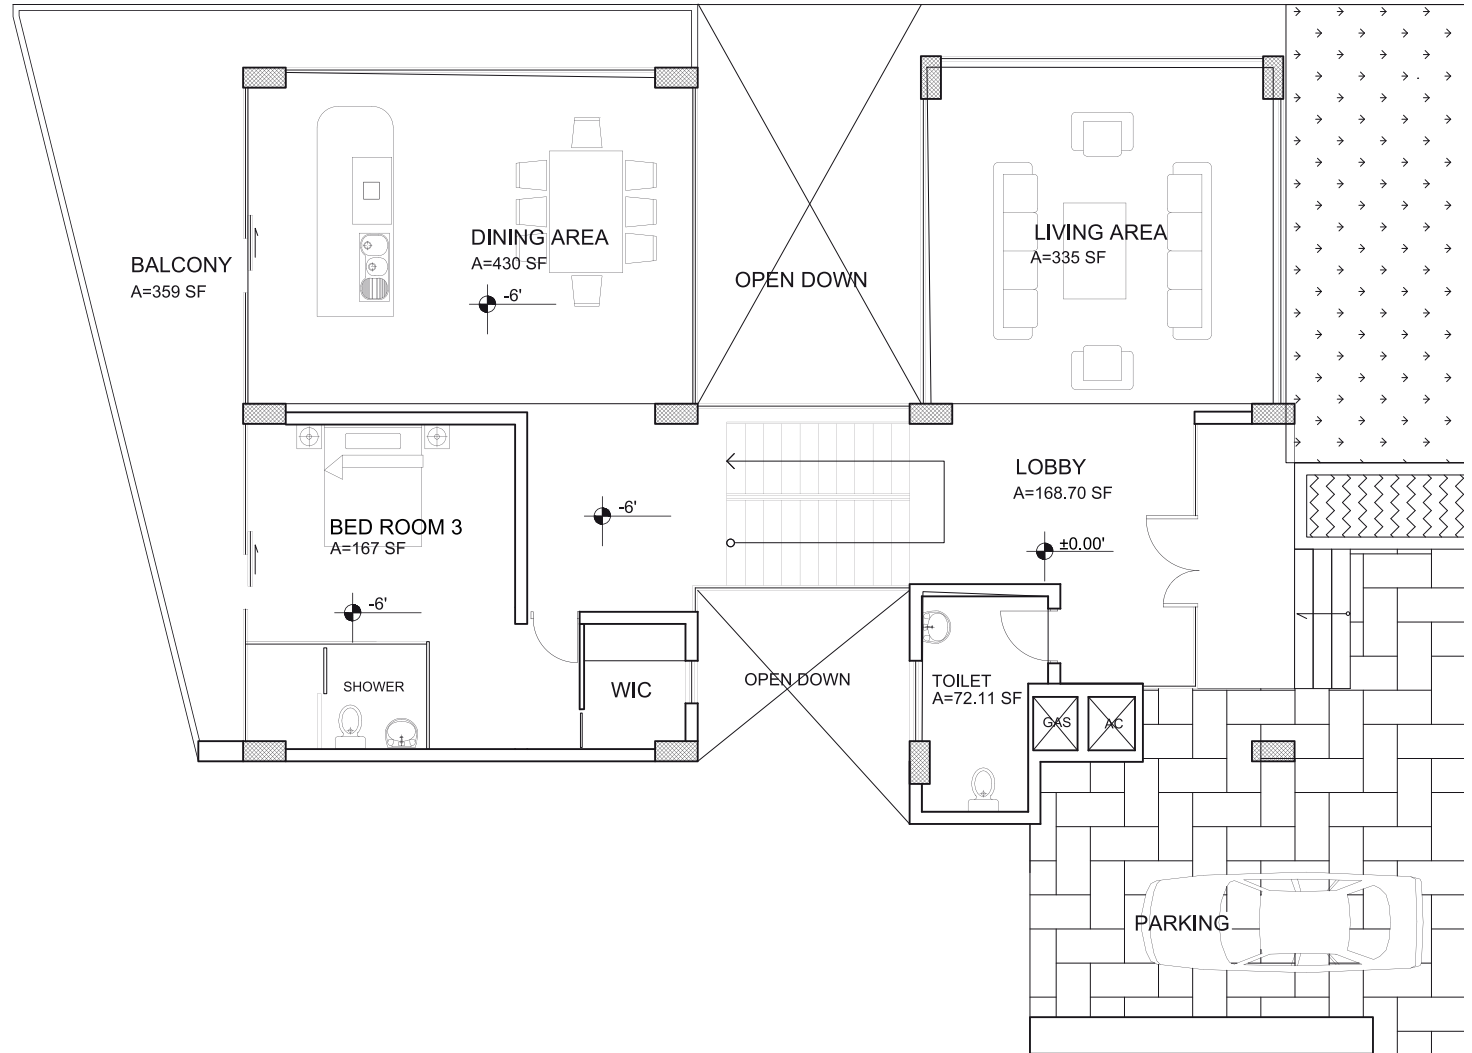 DINING AREA
A=430 SF
-6'
LIVING AREA
A=335 SF
BALCONY
A=359 SF
OPEN DOWN
LOBBY
A=168.70 SF
±0.00'
-6'
BED ROOM 3
A=167 SF
-6'
SHOWER
WIC
OPEN DOWN
TOILET
A=72.11 SF
GAS
AC
PARKING